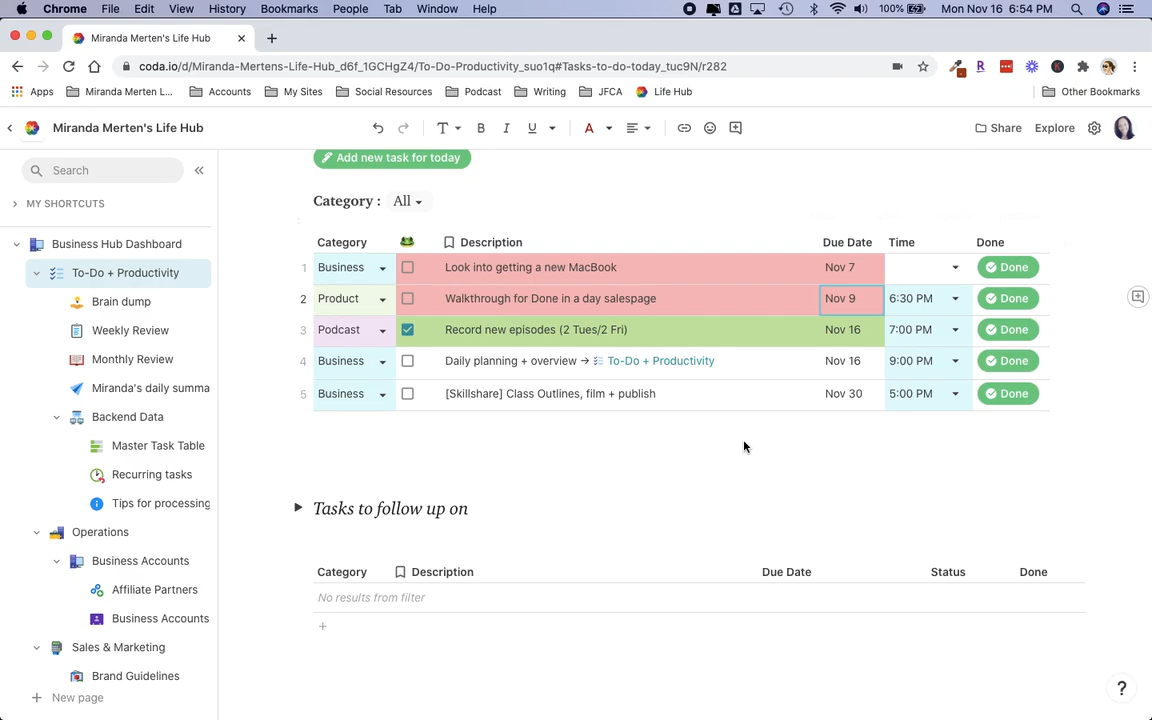 Chrome File Edit View History Bookmarks People Tab Window Help 100% Mon Nov 16 6:54 PM
Miranda Merten's Life Hub
coda.io/d/Miranda-Mertens-Life-Hub_d6f_1GCHgZ4/To-Do-Productivity_suo1q#Tasks-to-do-today_tuc9N/r282
Apps Miranda Merten L... Accounts My Sites Social Resources Podcast Writing JFCA Life Hub Other Bookmarks
Miranda Merten's Life Hub Share Explore
Search
MY SHORTCUTS
Business Hub Dashboard
To-Do + Productivity
Brain dump
Weekly Review
Monthly Review
Miranda's daily summa
Backend Data
Master Task Table
Recurring tasks
Tips for processing
Operations
Business Accounts
Affiliate Partners
Business Accounts
Sales & Marketing
Brand Guidelines
New page
Add new task for today
Category : All
Category Description Due Date Time Done
1 Business Look into getting a new MacBook Nov 7 Done
2 Product Walkthrough for Done in a day salespage Nov 9 6:30 PM Done
3 Podcast Record new episodes (2 Tues/2 Fri) Nov 16 7:00 PM Done
4 Business Daily planning + overview → To-Do + Productivity Nov 16 9:00 PM Done
5 Business [Skillshare] Class Outlines, film + publish Nov 30 5:00 PM Done
Tasks to follow up on
Category Description Due Date Status Done
No results from filter